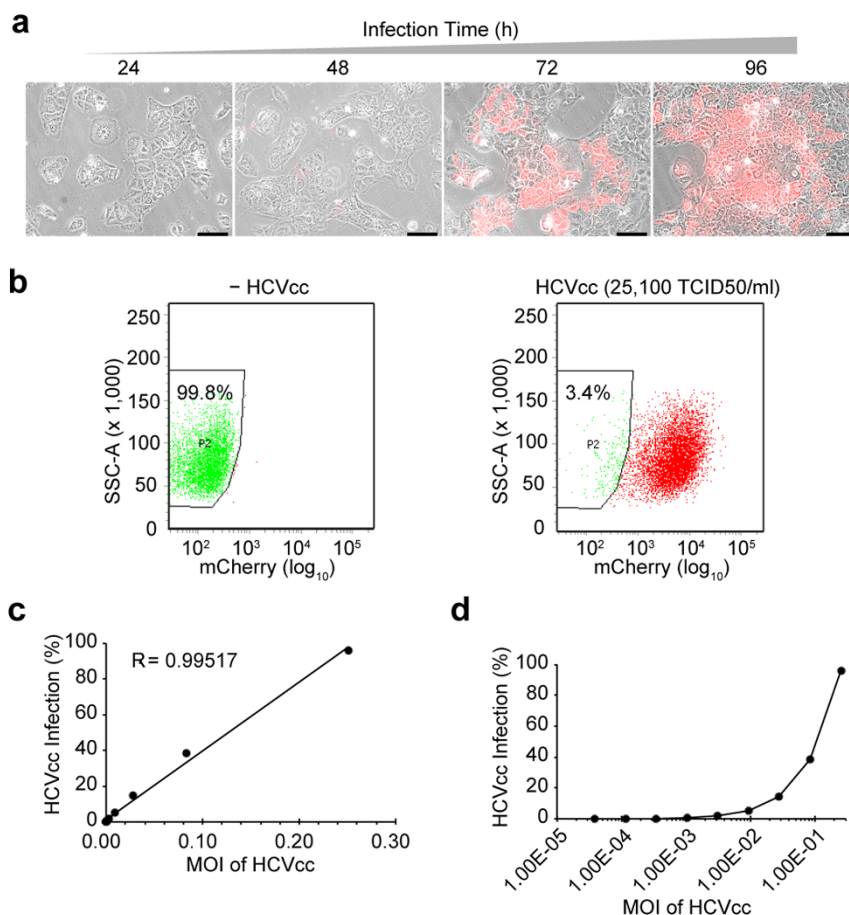 a
Infection Time (h)
24 48 72 96
b
– HCVcc
HCVcc (25,100 TCID50/ml)
250
200
150
100
50
0
SSC-A (x 1,000)
99.8%
P2
10² 10³ 10⁴ 10⁵
mCherry (log₁₀)
250
200
150
100
50
0
SSC-A (x 1,000)
3.4%
P2
10² 10³ 10⁴ 10⁵
mCherry (log₁₀)
c
HCVcc Infection (%)
100
80
60
40
20
0
R = 0.99517
0.00 0.10 0.20 0.30
MOI of HCVcc
d
HCVcc Infection (%)
100
80
60
40
20
0
1.00E-05 1.00E-04 1.00E-03 1.00E-02 1.00E-01
MOI of HCVcc